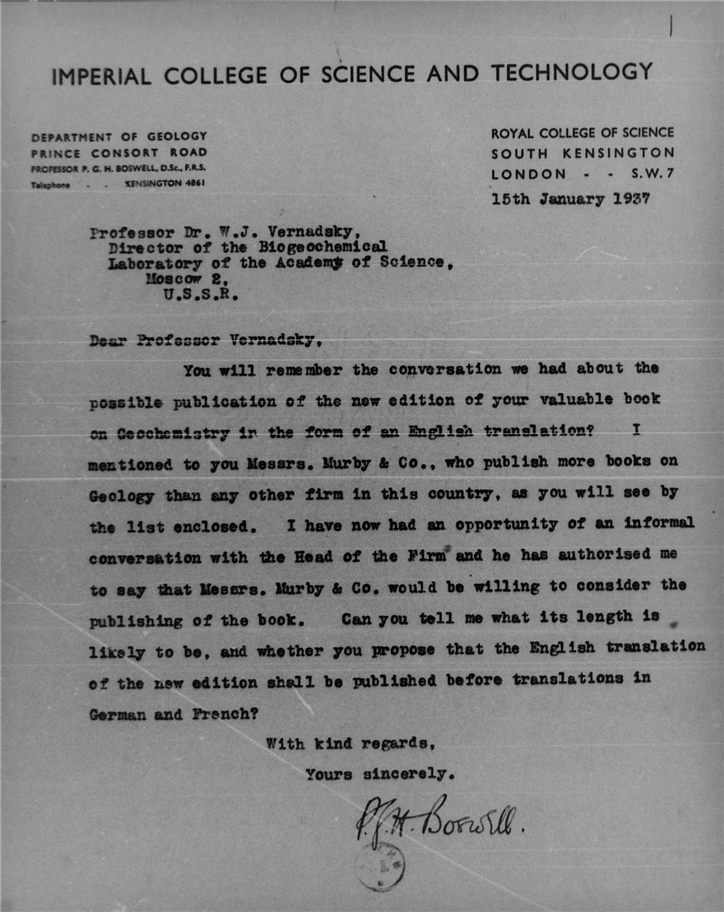 1
IMPERIAL COLLEGE OF SCIENCE AND TECHNOLOGY
DEPARTMENT OF GEOLOGY
PRINCE CONSORT ROAD
PROFESSOR P. G. H. BOSWELL, D.Sc., F.R.S.
Telephone - - KENSINGTON 4861
ROYAL COLLEGE OF SCIENCE
SOUTH KENSINGTON
LONDON - - S.W.7
15th January 1937
Professor Dr. W.J. Vernadsky,
Director of the Biogeochemical
Laboratory of the Academy of Science,
Moscow 2,
U.S.S.R.
Dear Professor Vernadsky,
You will remember the conversation we had about the
possible publication of the new edition of your valuable book
on Geochemistry in the form of an English translation? I
mentioned to you Messrs. Murby & Co., who publish more books on
Geology than any other firm in this country, as you will see by
the list enclosed. I have now had an opportunity of an informal
conversation with the Head of the Firm and he has authorised me
to say that Messrs. Murby & Co. would be willing to consider the
publishing of the book. Can you tell me what its length is
likely to be, and whether you propose that the English translation
of the new edition shall be published before translations in
German and French?
With kind regards,
Yours sincerely.
P.G.H. Boswell.